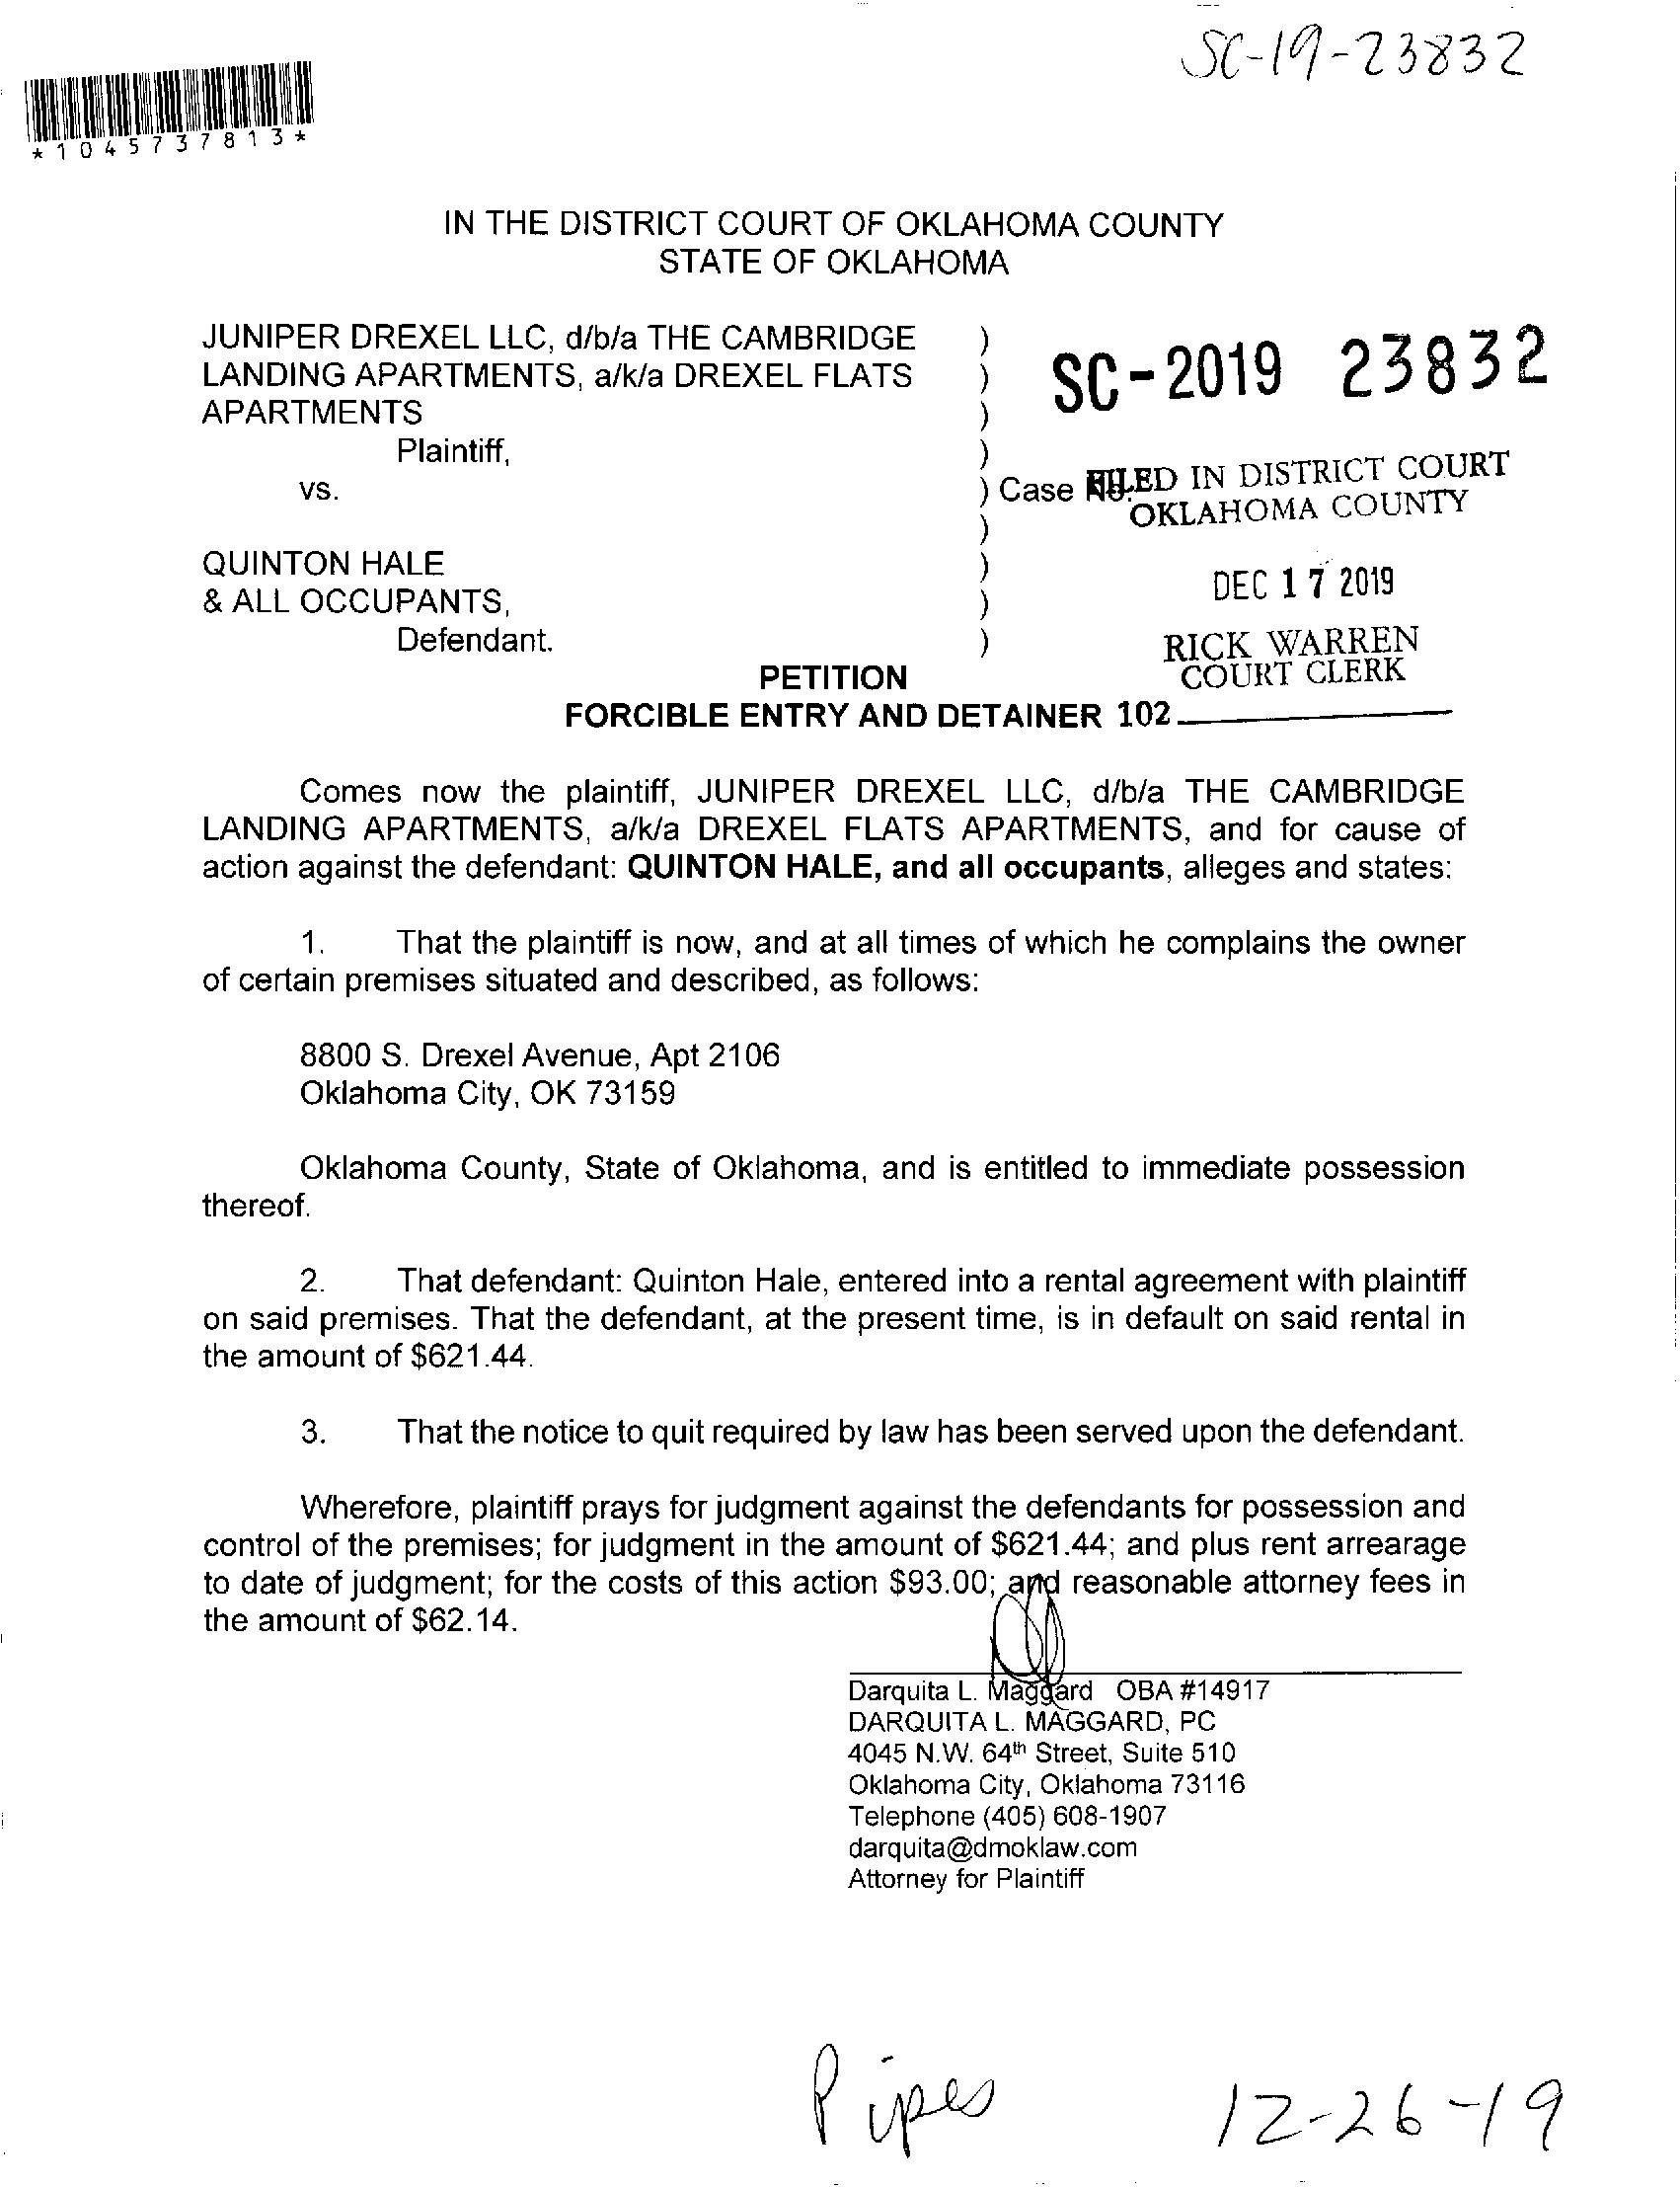 SC-19-23832
*1045737813*
IN THE DISTRICT COURT OF OKLAHOMA COUNTY
STATE OF OKLAHOMA
JUNIPER DREXEL LLC, d/b/a THE CAMBRIDGE )
LANDING APARTMENTS, a/k/a DREXEL FLATS )
APARTMENTS )
SC-2019 23832
Plaintiff, )
vs. ) Case No.
FILED IN DISTRICT COURT
OKLAHOMA COUNTY
)
QUINTON HALE )
& ALL OCCUPANTS, )
Defendant. )
DEC 17 2019
RICK WARREN
COURT CLERK
PETITION
FORCIBLE ENTRY AND DETAINER 102
Comes now the plaintiff, JUNIPER DREXEL LLC, d/b/a THE CAMBRIDGE
LANDING APARTMENTS, a/k/a DREXEL FLATS APARTMENTS, and for cause of
action against the defendant: QUINTON HALE, and all occupants, alleges and states:
1. That the plaintiff is now, and at all times of which he complains the owner
of certain premises situated and described, as follows:
8800 S. Drexel Avenue, Apt 2106
Oklahoma City, OK 73159
Oklahoma County, State of Oklahoma, and is entitled to immediate possession
thereof.
2. That defendant: Quinton Hale, entered into a rental agreement with plaintiff
on said premises. That the defendant, at the present time, is in default on said rental in
the amount of $621.44.
3. That the notice to quit required by law has been served upon the defendant.
Wherefore, plaintiff prays for judgment against the defendants for possession and
control of the premises; for judgment in the amount of $621.44; and plus rent arrearage
to date of judgment; for the costs of this action $93.00; and reasonable attorney fees in
the amount of $62.14.
Darquita L. Maggard OBA #14917
DARQUITA L. MAGGARD, PC
4045 N.W. 64th Street, Suite 510
Oklahoma City, Oklahoma 73116
Telephone (405) 608-1907
darquita@dmoklaw.com
Attorney for Plaintiff
Pipes 12-26-19